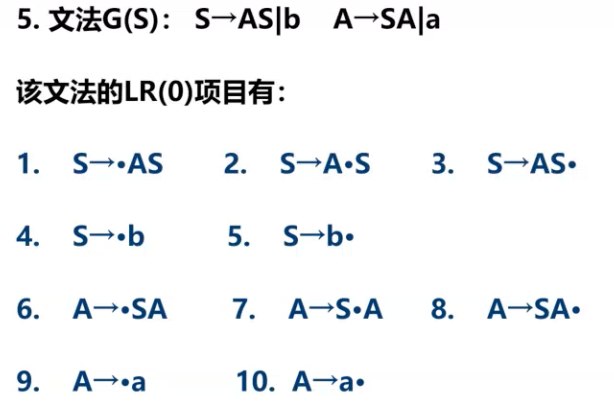 5. 文法G(S)： S→AS|b A→SA|a
该文法的LR(0)项目有：
1. S→•AS 2. S→A•S 3. S→AS•
4. S→•b 5. S→b•
6. A→•SA 7. A→S•A 8. A→SA•
9. A→•a 10. A→a•